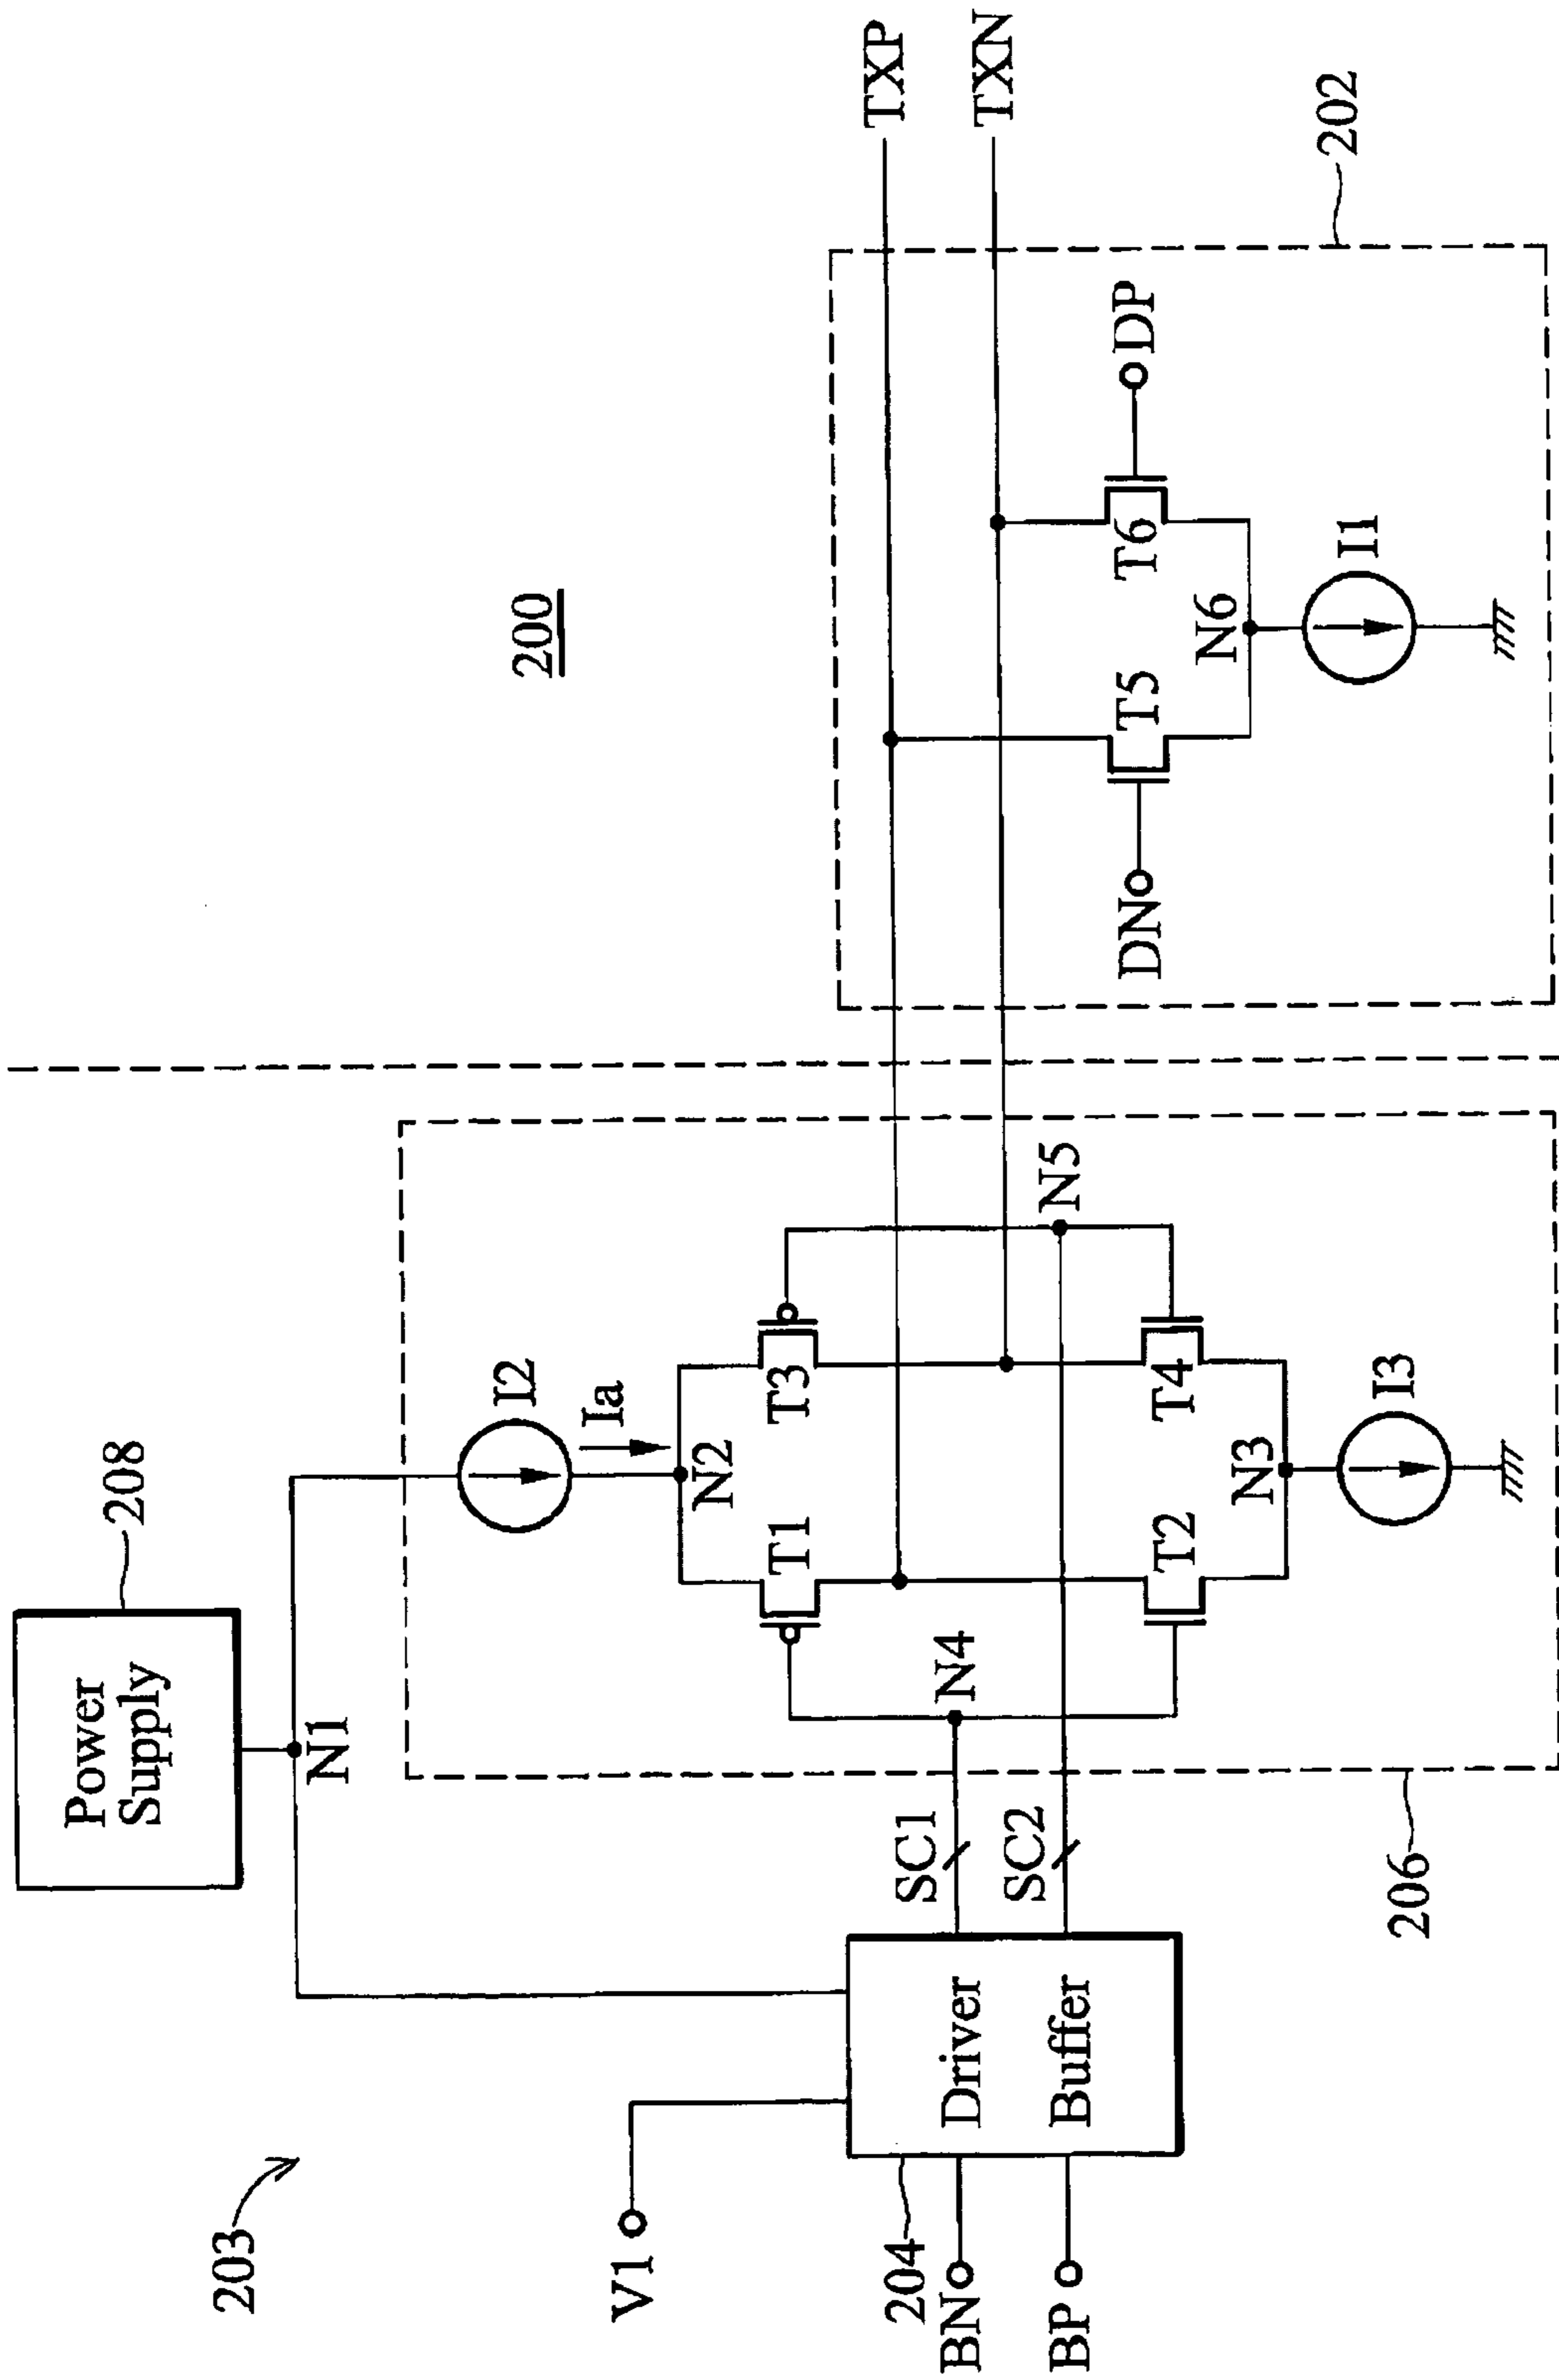 200
203
Power
Supply
208
N1
V1
I2
Ia
N2
T1
T3
TXP
TXN
204
BN
BP
Driver
Buffer
SC1
SC2
N4
N5
T2
T4
N3
I3
206
DN
T5
T6
DP
N6
I1
202